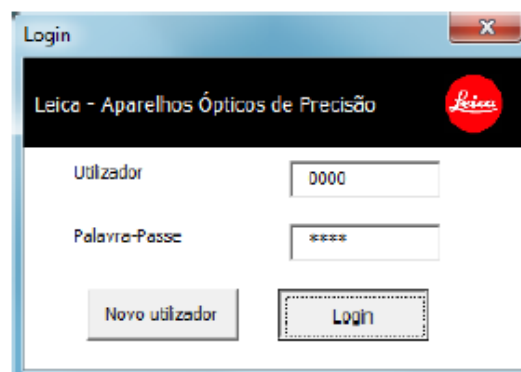 Login
X
Leica - Aparelhos Ópticos de Precisão
Leica
Utilizador
0000
Palavra-Passe
****
Novo utilizador
Login